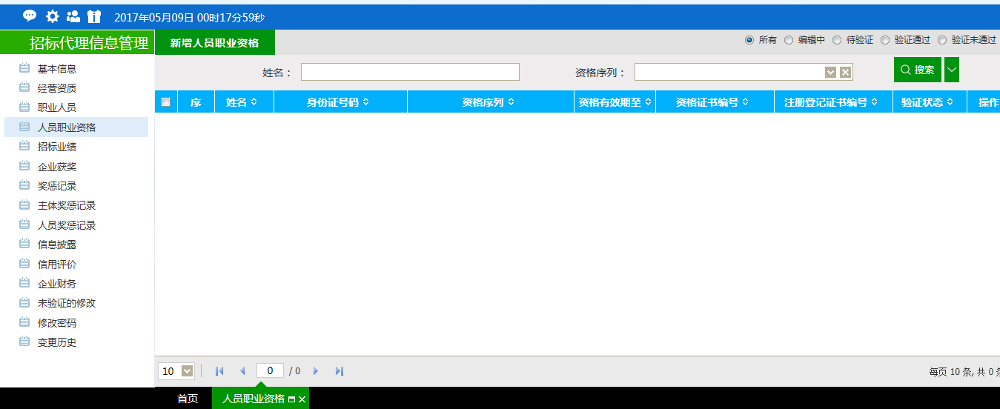 2017年05月09日 00时17分59秒
招标代理信息管理
基本信息
经营资质
职业人员
人员职业资格
招标业绩
企业获奖
奖惩记录
主体奖惩记录
人员奖惩记录
信息披露
信用评价
企业财务
未验证的修改
修改密码
变更历史
新增人员职业资格
所有 编辑中 待验证 验证通过 验证未通过
姓名： 资格序列： 搜索
序 姓名 身份证号码 资格序列 资格有效期至 资格证书编号 注册登记证书编号 验证状态 操作
10 0 / 0 每页 10 条, 共 0 条
首页 人员职业资格